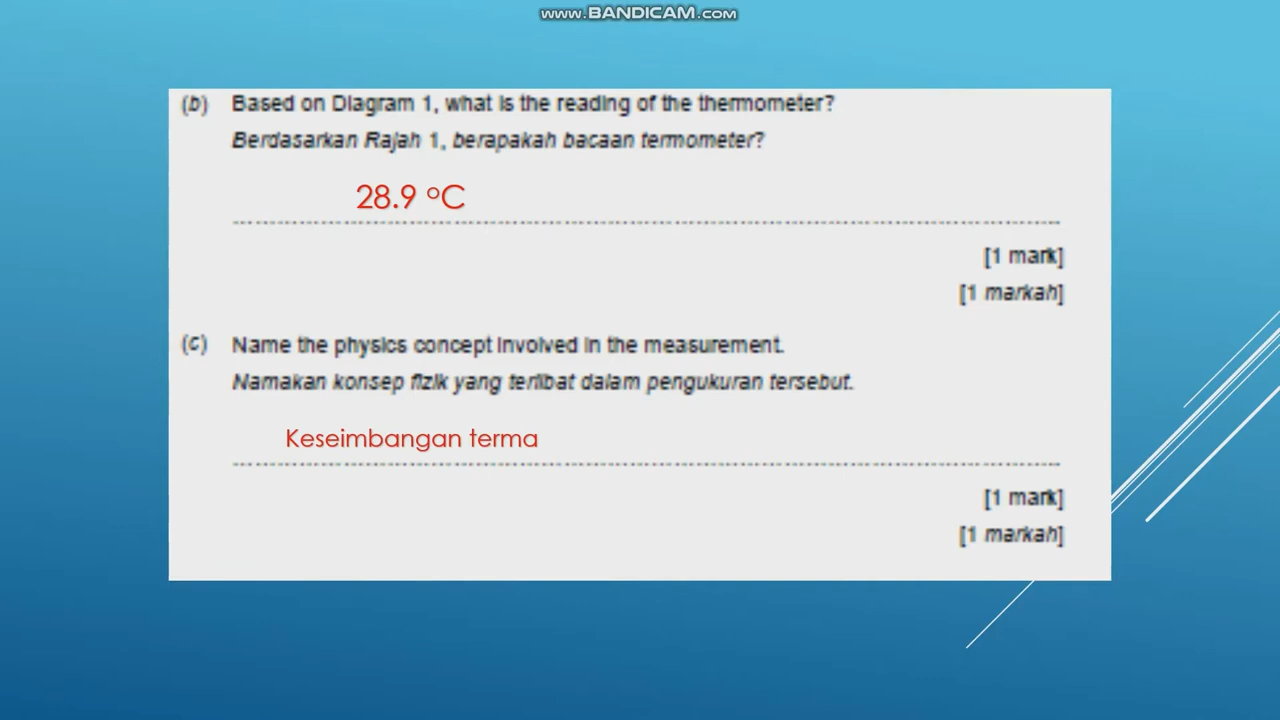 www.BANDICAM.com
(b) Based on Diagram 1, what is the reading of the thermometer?
Berdasarkan Rajah 1, berapakah bacaan termometer?
28.9 °C
[1 mark]
[1 markah]
(c) Name the physics concept involved in the measurement.
Namakan konsep fizik yang terlibat dalam pengukuran tersebut.
Keseimbangan terma
[1 mark]
[1 markah]